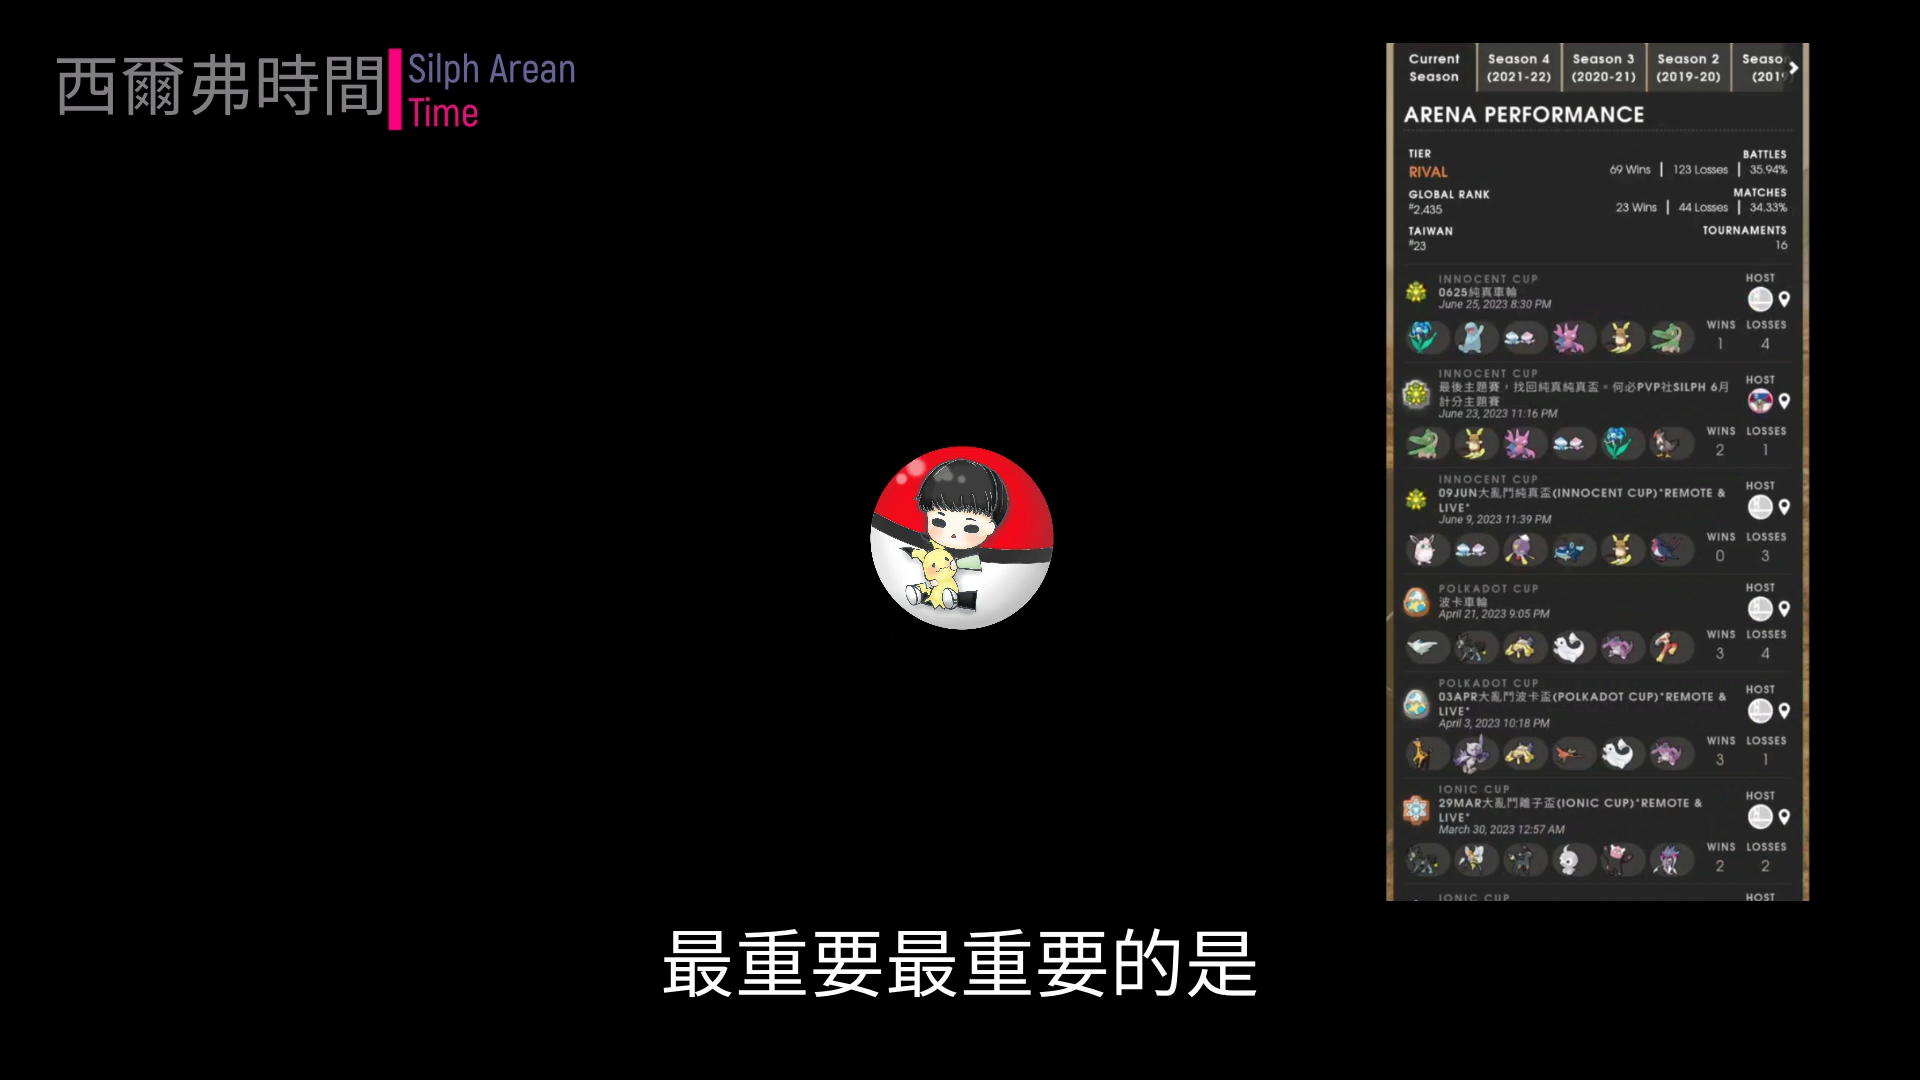 西爾弗時間
Silph Arean
Time
Current Season
Season 4 (2021-22)
Season 3 (2020-21)
Season 2 (2019-20)
ARENA PERFORMANCE
TIER
BATTLES
RIVAL
69 Wins | 123 Losses | 35.94%
GLOBAL RANK
MATCHES
#2,435
23 Wins | 44 Losses | 34.33%
TAIWAN
TOURNAMENTS
#23
16
INNOCENT CUP
HOST
0625純真車輪
June 25, 2023 8:30 PM
WINS LOSSES
1 4
INNOCENT CUP
HOST
最後主題賽，找回純真純真盃。何必PVP社SILPH 6月
計分主題賽
June 23, 2023 11:16 PM
WINS LOSSES
2 1
INNOCENT CUP
HOST
09JUN大亂鬥純真盃(INNOCENT CUP)*REMOTE &
LIVE*
June 9, 2023 11:39 PM
WINS LOSSES
0 3
POLKADOT CUP
HOST
波卡車輪
April 21, 2023 9:05 PM
WINS LOSSES
3 4
POLKADOT CUP
HOST
03APR大亂鬥波卡盃(POLKADOT CUP)*REMOTE &
LIVE*
April 3, 2023 10:18 PM
WINS LOSSES
3 1
IONIC CUP
HOST
29MAR大亂鬥離子盃(IONIC CUP)*REMOTE &
LIVE*
March 30, 2023 12:57 AM
WINS LOSSES
2 2
IONIC CUP
HOST
最重要最重要的是